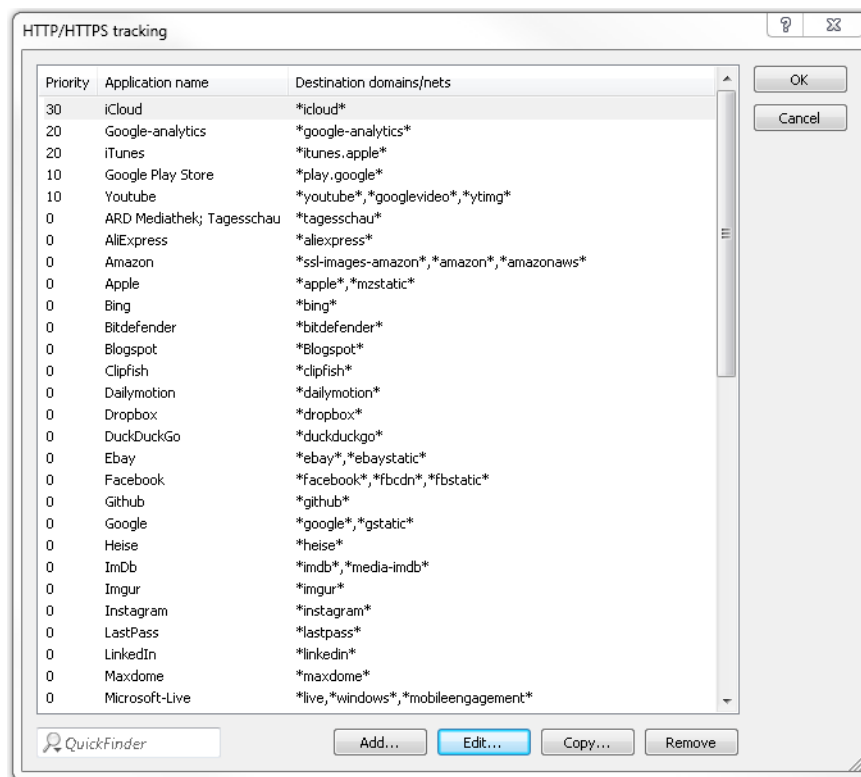 HTTP/HTTPS tracking
Priority Application name Destination domains/nets
30 iCloud *icloud*
20 Google-analytics *google-analytics*
20 iTunes *itunes.apple*
10 Google Play Store *play.google*
10 Youtube *youtube*,*googlevideo*,*ytimg*
0 ARD Mediathek; Tagesschau *tagesschau*
0 AliExpress *aliexpress*
0 Amazon *ssl-images-amazon*,*amazon*,*amazonaws*
0 Apple *apple*,*mzstatic*
0 Bing *bing*
0 Bitdefender *bitdefender*
0 Blogspot *Blogspot*
0 Clipfish *clipfish*
0 Dailymotion *dailymotion*
0 Dropbox *dropbox*
0 DuckDuckGo *duckduckgo*
0 Ebay *ebay*,*ebaystatic*
0 Facebook *facebook*,*fbcdn*,*fbstatic*
0 Github *github*
0 Google *google*,*gstatic*
0 Heise *heise*
0 ImDb *imdb*,*media-imdb*
0 Imgur *imgur*
0 Instagram *instagram*
0 LastPass *lastpass*
0 LinkedIn *linkedin*
0 Maxdome *maxdome*
0 Microsoft-Live *live,*windows*,*mobileengagement*
OK
Cancel
QuickFinder Add... Edit... Copy... Remove